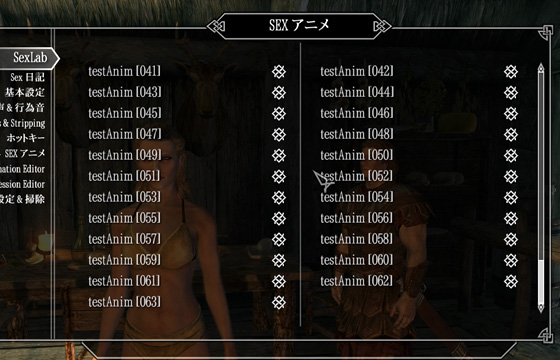 SEX アニメ
SexLab
Sex 日記
基本設定
& 行為音
& Stripping
ホットキー
SEX アニメ
Editor
Editor
設定 & 掃除
testAnim [041]
testAnim [042]
testAnim [043]
testAnim [044]
testAnim [045]
testAnim [046]
testAnim [047]
testAnim [048]
testAnim [049]
testAnim [050]
testAnim [051]
testAnim [052]
testAnim [053]
testAnim [054]
testAnim [055]
testAnim [056]
testAnim [057]
testAnim [058]
testAnim [059]
testAnim [060]
testAnim [061]
testAnim [062]
testAnim [063]